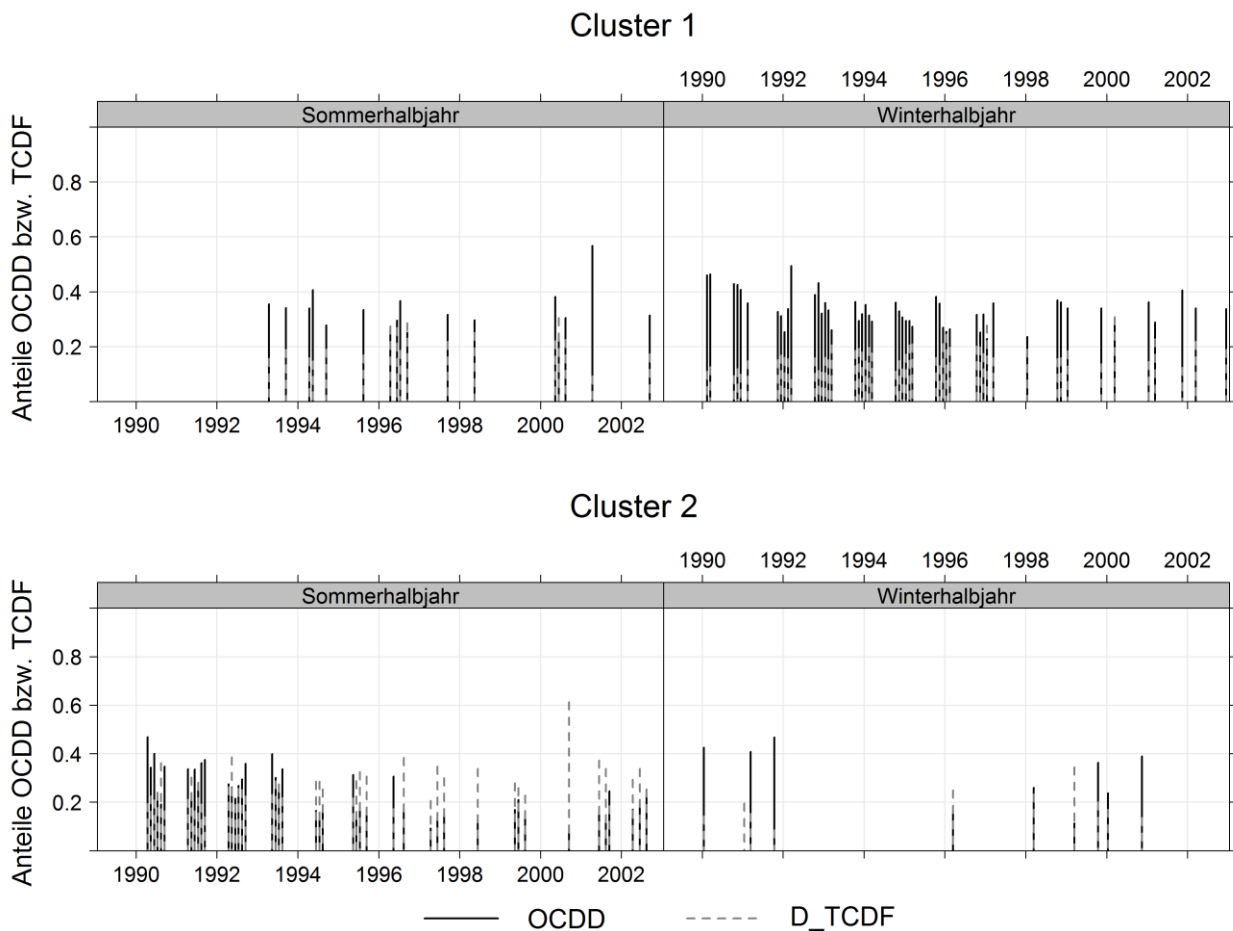 Cluster 1
1990 1992 1994 1996 1998 2000 2002
Sommerhalbjahr Winterhalbjahr
Anteile OCDD bzw. TCDF
0.8
0.6
0.4
0.2
1990 1992 1994 1996 1998 2000 2002
Cluster 2
1990 1992 1994 1996 1998 2000 2002
Sommerhalbjahr Winterhalbjahr
Anteile OCDD bzw. TCDF
0.8
0.6
0.4
0.2
1990 1992 1994 1996 1998 2000 2002
OCDD D_TCDF